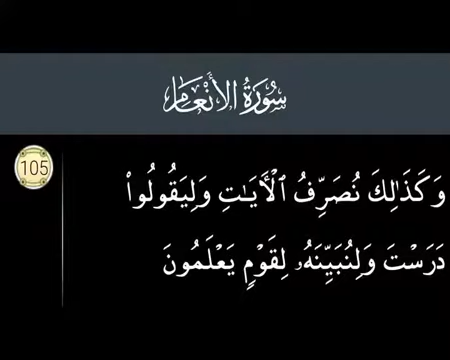 سُورَةُ الأَنْعَامِ
105
وَكَذَٰلِكَ نُصَرِّفُ ٱلْأَيَٰتِ وَلِيَقُولُوا۟
دَرَسْتَ وَلِنُبَيِّنَهُۥ لِقَوْمٍ يَعْلَمُونَ